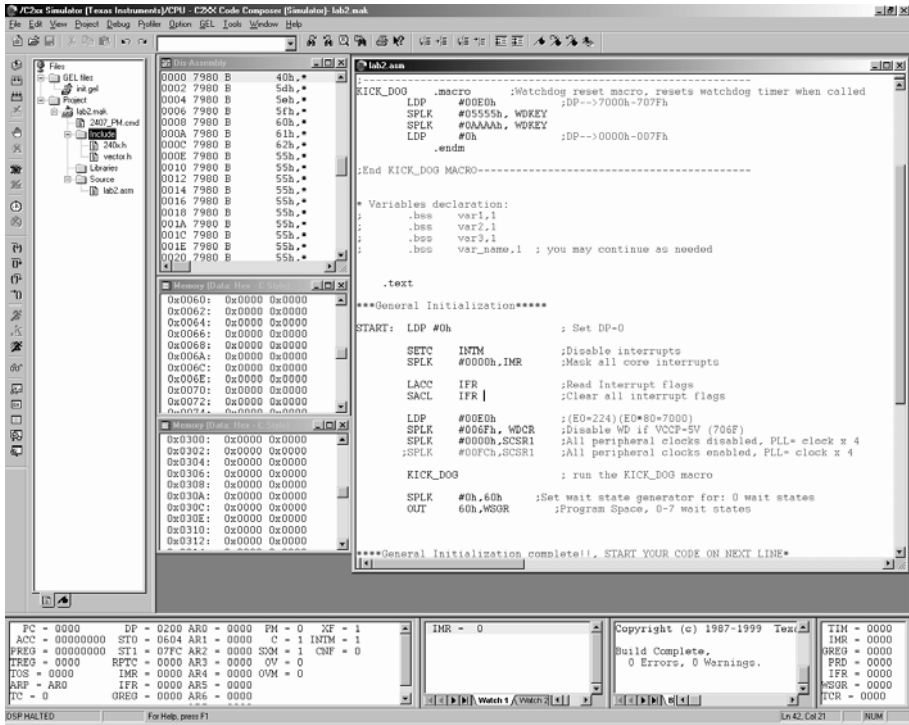 /C2xx Simulator (Texas Instruments)/CPU - C2XX Code Composer (Simulator)- lab2.mak
File Edit View Project Debug Profiler Option GEL Tools Window Help
Files
GEL files
init.gel
Project
lab2.mak
2407_PM.cmd
Include
240x.h
vector.h
Libraries
Source
lab2.asm
Dis-Assembly
0000 7980 B 40h,*
0002 7980 B 5dh,*
0004 7980 B 5eh,*
0006 7980 B 5fh,*
0008 7980 B 60h,*
000A 7980 B 61h,*
000C 7980 B 62h,*
000E 7980 B 55h,*
0010 7980 B 55h,*
0012 7980 B 55h,*
0014 7980 B 55h,*
0016 7980 B 55h,*
0018 7980 B 55h,*
001A 7980 B 55h,*
001C 7980 B 55h,*
001E 7980 B 55h,*
0020 7980 B 55h,*
Memory (Data: Hex - C Style)
0x0060: 0x0000 0x0000
0x0062: 0x0000 0x0000
0x0064: 0x0000 0x0000
0x0066: 0x0000 0x0000
0x0068: 0x0000 0x0000
0x006A: 0x0000 0x0000
0x006C: 0x0000 0x0000
0x006E: 0x0000 0x0000
0x0070: 0x0000 0x0000
0x0072: 0x0000 0x0000
0x0074: 0x0000 0x0000
Memory (Data: Hex - C Style)
0x0300: 0x0000 0x0000
0x0302: 0x0000 0x0000
0x0304: 0x0000 0x0000
0x0306: 0x0000 0x0000
0x0308: 0x0000 0x0000
0x030A: 0x0000 0x0000
0x030C: 0x0000 0x0000
0x030E: 0x0000 0x0000
0x0310: 0x0000 0x0000
0x0312: 0x0000 0x0000
lab2.asm
;-----------------------------------------------------------
KICK_DOG .macro ;Watchdog reset macro, resets watchdog timer when called
LDP #00E0h ;DP-->7000h-707Fh
SPLK #05555h, WDKEY
SPLK #0AAAAh, WDKEY
LDP #0h ;DP-->0000h-007Fh
.endm
;End KICK_DOG MACRO------------------------------------------
* Variables declaration:
; .bss var1,1
; .bss var2,1
; .bss var3,1
; .bss var_name,1 ; you may continue as needed
.text
***General Initialization*****
START: LDP #0h ; Set DP=0
SETC INTM ;Disable interrupts
SPLK #0000h,IMR ;Mask all core interrupts
LACC IFR ;Read Interrupt flags
SACL IFR ;Clear all interrupt flags
LDP #00E0h ;(E0=224)(E0*80=7000)
SPLK #006Fh, WDCR ;Disable WD if VCCP=5V (706F)
SPLK #0000h,SCSR1 ;All peripheral clocks disabled, PLL= clock x 4
;SPLK #00FCh,SCSR1 ;All peripheral clocks enabled, PLL= clock x 4
KICK_DOG ; run the KICK_DOG macro
SPLK #0h,60h ;Set wait state generator for: 0 wait states
OUT 60h,WSGR ;Program Space, 0-7 wait states
****General Initialization complete!!, START YOUR CODE ON NEXT LINE*
PC = 0000 DP = 0200 AR0 = 0000 PM = 0 XF = 1
ACC = 00000000 ST0 = 0604 AR1 = 0000 C = 1 INTM = 1
PREG = 00000000 ST1 = 07FC AR2 = 0000 SXM = 1 CNF = 0
TREG = 0000 RPTC = 0000 AR3 = 0000 OV = 0
TOS = 0000 IMR = 0000 AR4 = 0000 OVM = 0
ARP = AR0 IFR = 0000 AR5 = 0000
TC = 0 GREG = 0000 AR6 = 0000
IMR = 0
Watch 1 Watch 2
Copyright (c) 1987-1999 Texa
Build Complete,
0 Errors, 0 Warnings.
TIM = 0000
IMR = 0000
GREG = 0000
PRD = 0000
IFR = 0000
WSGR = 0000
TCR = 0000
DSP HALTED For Help, press F1 Ln 42, Col 21 NUM